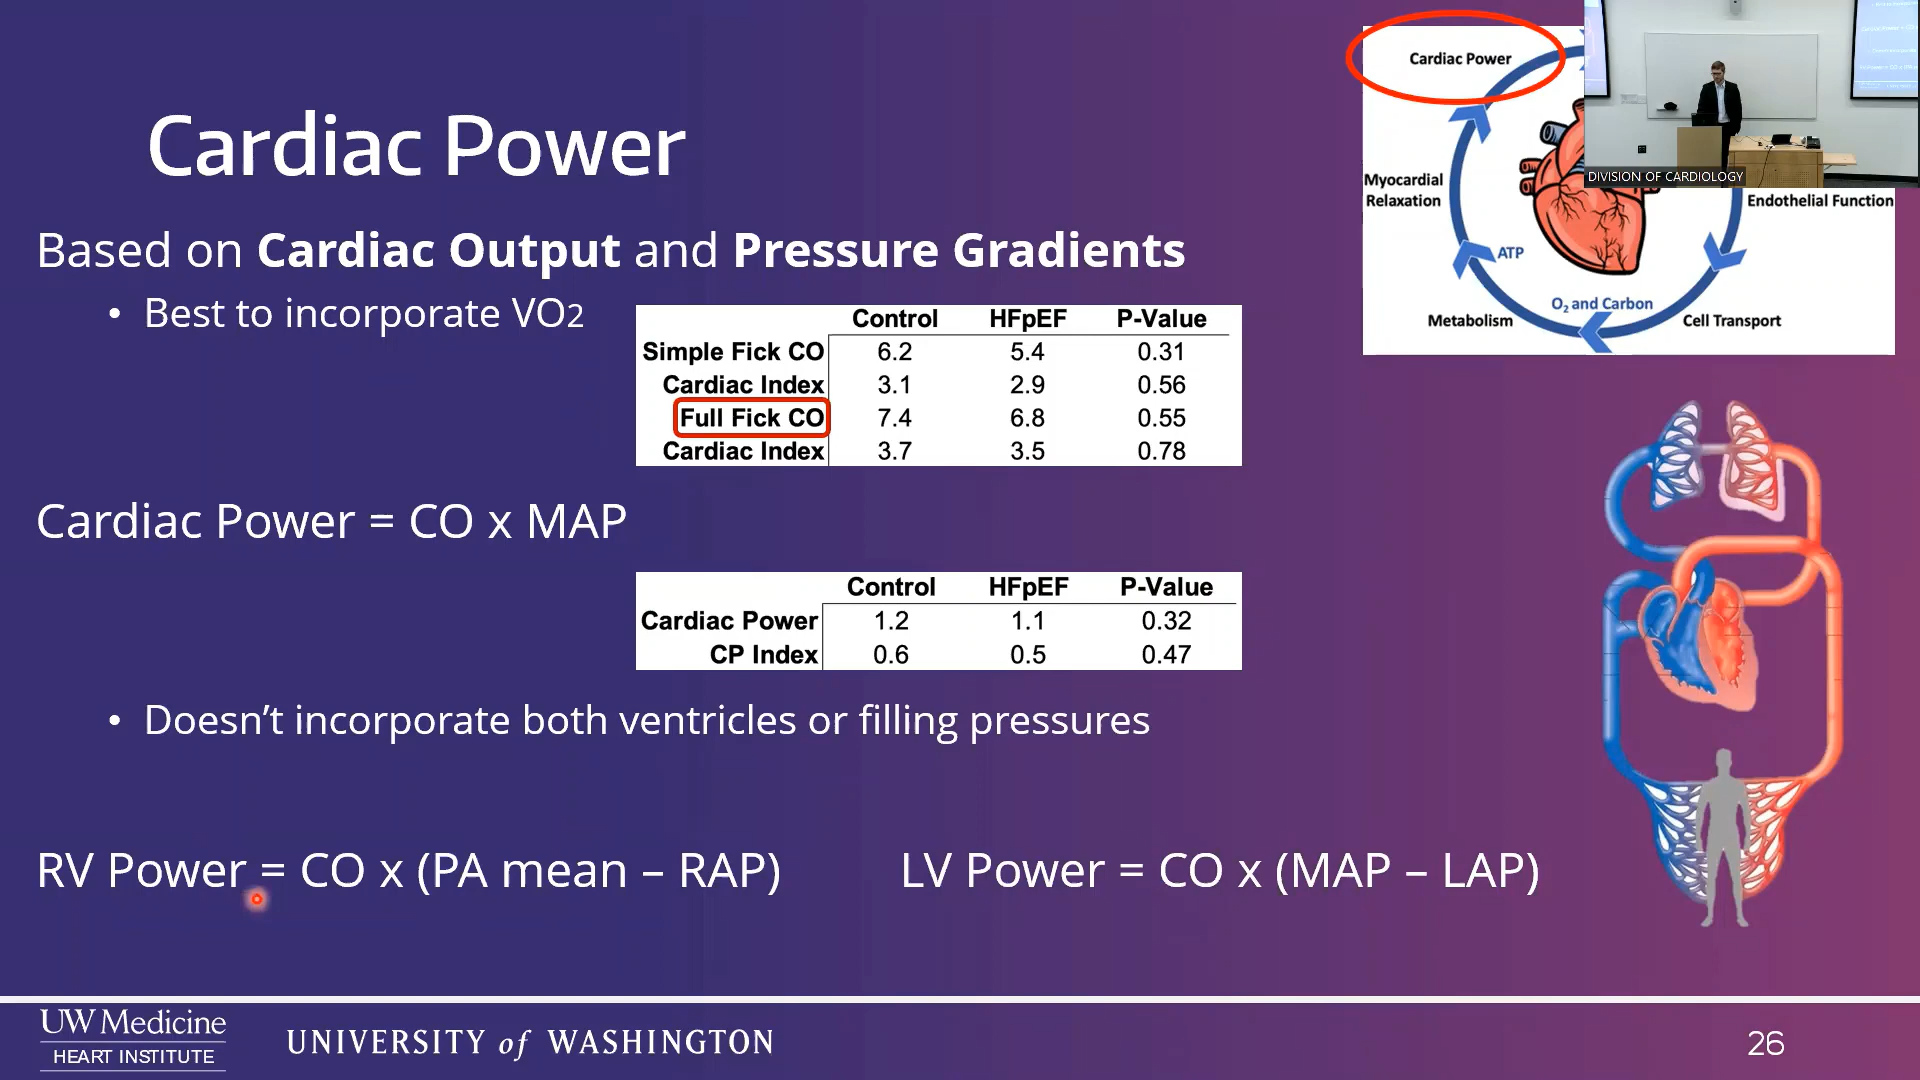 Cardiac Power
Based on Cardiac Output and Pressure Gradients
• Best to incorporate VO2
Control HFpEF P-Value
Simple Fick CO 6.2 5.4 0.31
Cardiac Index 3.1 2.9 0.56
Full Fick CO 7.4 6.8 0.55
Cardiac Index 3.7 3.5 0.78
Cardiac Power = CO x MAP
Control HFpEF P-Value
Cardiac Power 1.2 1.1 0.32
CP Index 0.6 0.5 0.47
• Doesn’t incorporate both ventricles or filling pressures
RV Power = CO x (PA mean – RAP)
LV Power = CO x (MAP – LAP)
Cardiac Power
Myocardial
Relaxation
ATP
Metabolism
O2 and Carbon
Cell Transport
Endothelial Function
DIVISION OF CARDIOLOGY
UW Medicine
HEART INSTITUTE
UNIVERSITY of WASHINGTON
26